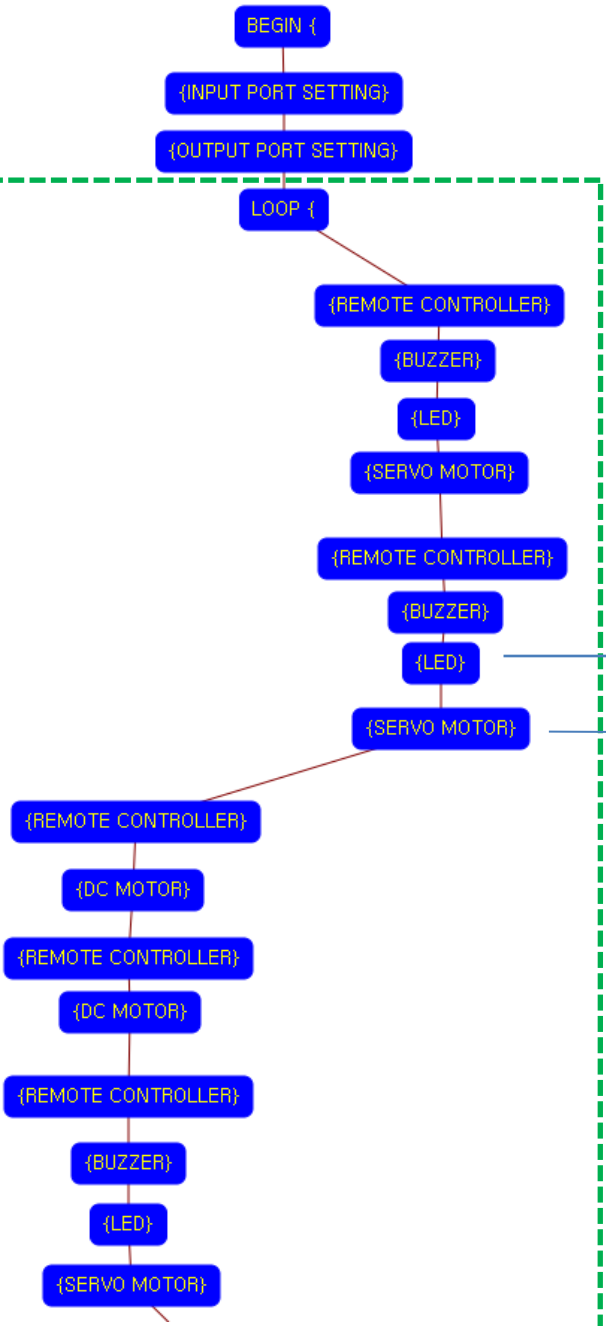 BEGIN {
{INPUT PORT SETTING}
{OUTPUT PORT SETTING}
LOOP {
{REMOTE CONTROLLER}
{BUZZER}
{LED}
{SERVO MOTOR}
{REMOTE CONTROLLER}
{BUZZER}
{LED}
{SERVO MOTOR}
{REMOTE CONTROLLER}
{DC MOTOR}
{REMOTE CONTROLLER}
{DC MOTOR}
{REMOTE CONTROLLER}
{BUZZER}
{LED}
{SERVO MOTOR}